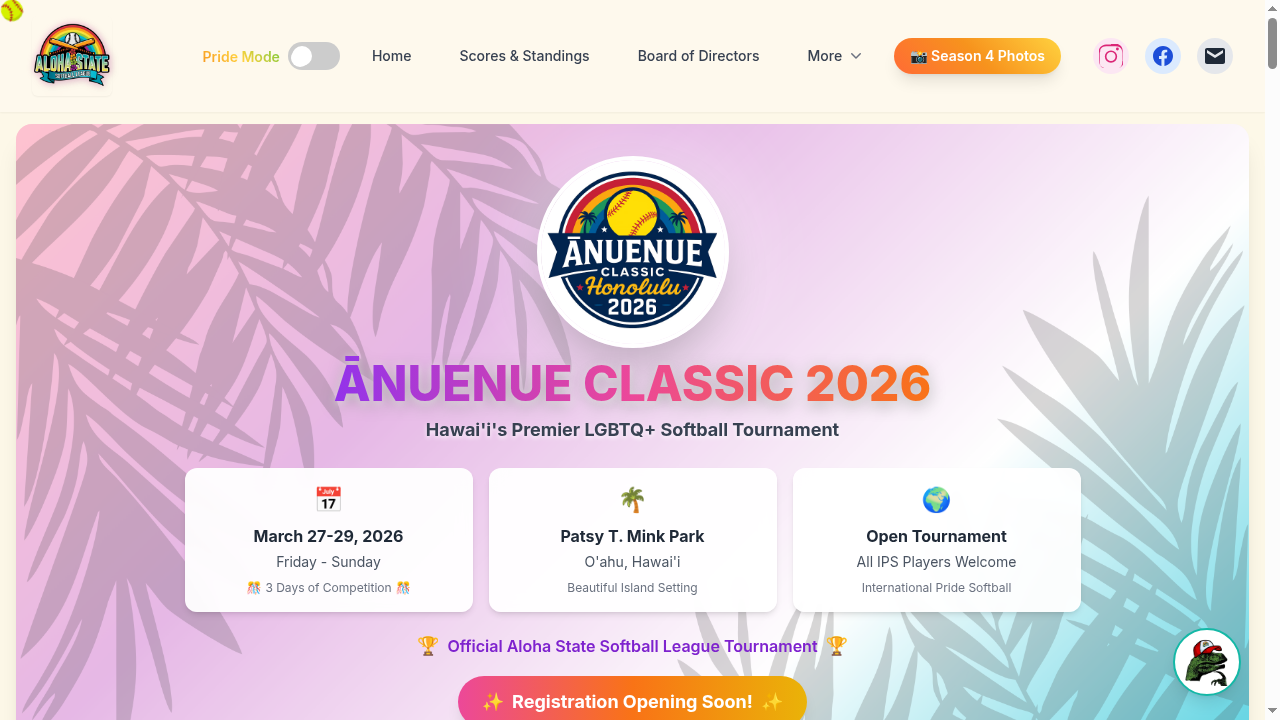 ALOHA STATE
Pride Mode
Home
Scores & Standings
Board of Directors
More
📸 Season 4 Photos
ĀNUENUE
CLASSIC
Honolulu
2026
ĀNUENUE CLASSIC 2026
Hawai'i's Premier LGBTQ+ Softball Tournament
March 27-29, 2026
Friday - Sunday
🎊 3 Days of Competition 🎊
Patsy T. Mink Park
O'ahu, Hawai'i
Beautiful Island Setting
Open Tournament
All IPS Players Welcome
International Pride Softball
🏆 Official Aloha State Softball League Tournament 🏆
✨ Registration Opening Soon! ✨